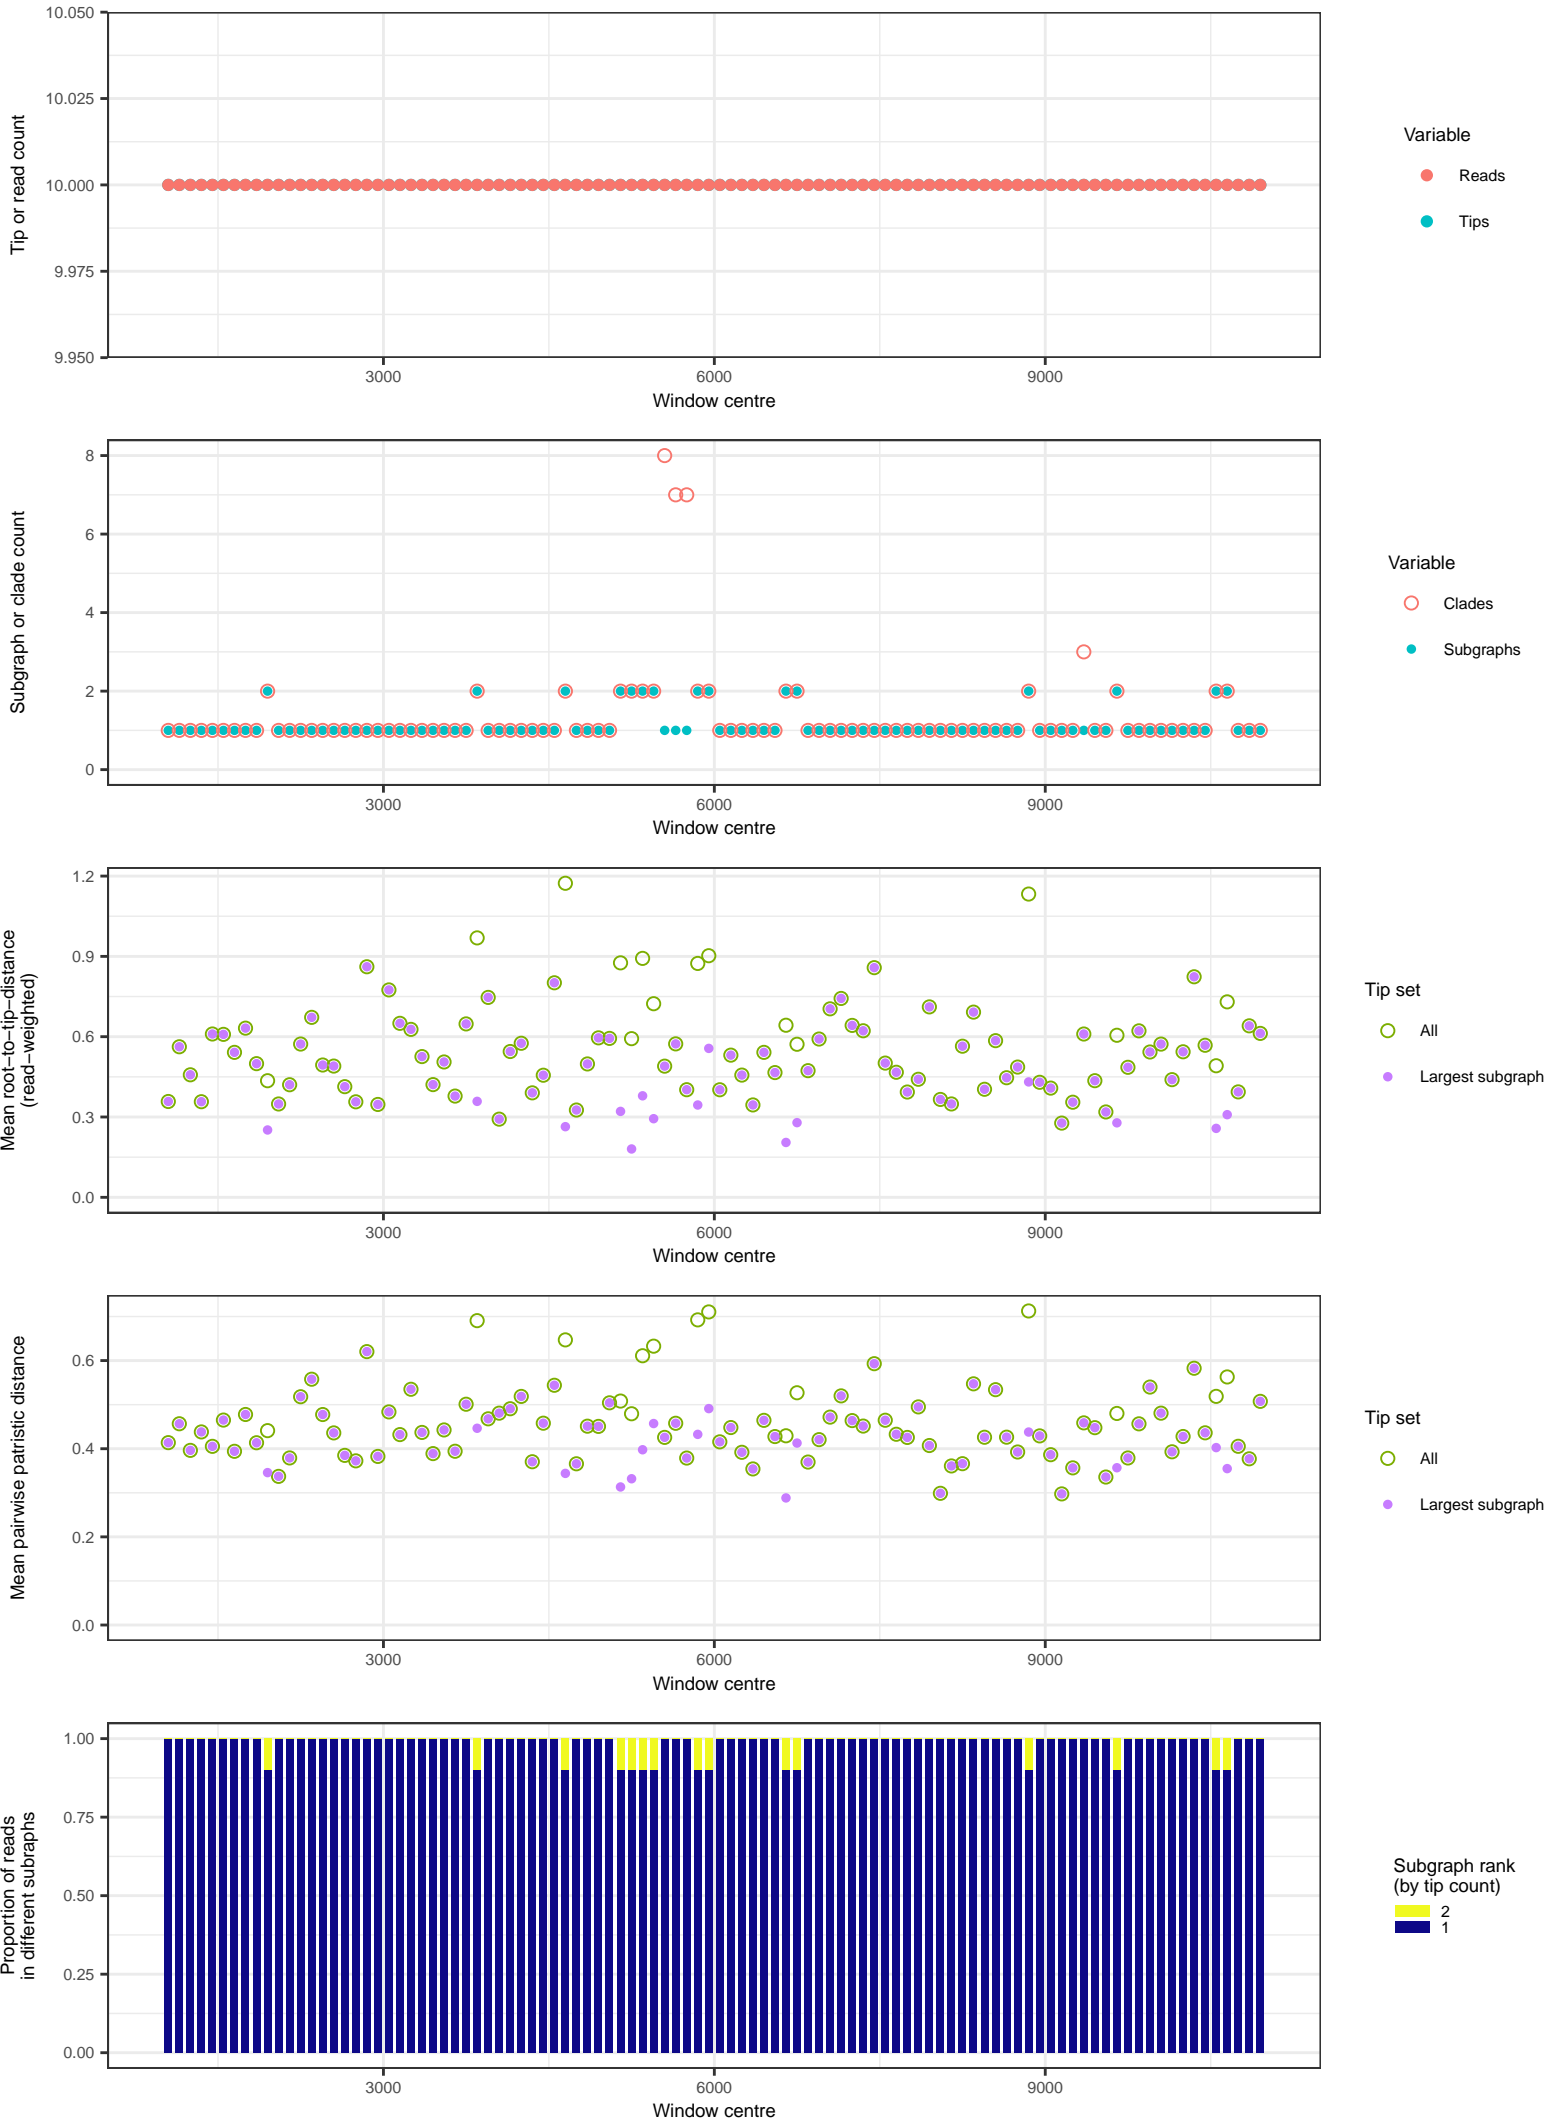 10.050
10.025
10.000
9.975
9.950
Tip or read count
3000
6000
9000
Window centre
Variable
Reads
Tips
8
6
4
2
0
Subgraph or clade count
3000
6000
9000
Window centre
Variable
Clades
Subgraphs
1.2
0.9
0.6
0.3
0.0
Mean root−to−tip−distance
(read−weighted)
3000
6000
9000
Window centre
Tip set
All
Largest subgraph
0.6
0.4
0.2
0.0
Mean pairwise patristic distance
3000
6000
9000
Window centre
Tip set
All
Largest subgraph
1.00
0.75
0.50
0.25
0.00
Proportion of reads
in different subraphs
3000
6000
9000
Window centre
Subgraph rank
(by tip count)
2
1